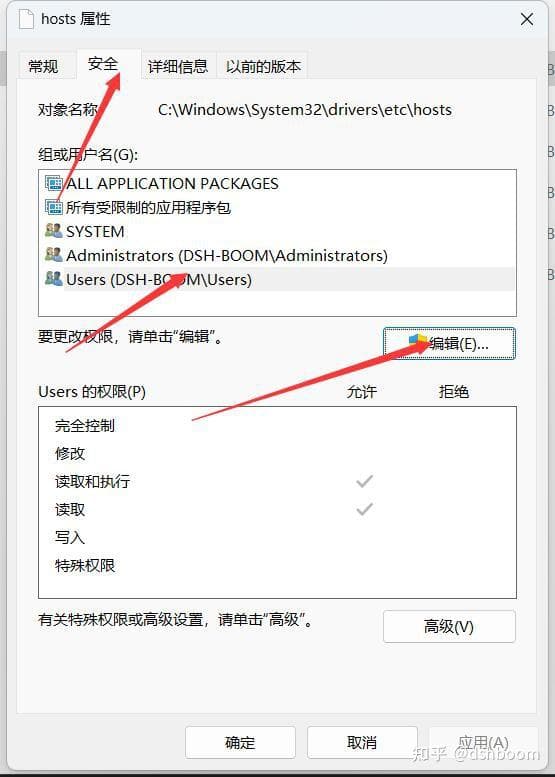 hosts 属性
常规 安全 详细信息 以前的版本
对象名称: C:\Windows\System32\drivers\etc\hosts
组或用户名(G):
ALL APPLICATION PACKAGES
所有受限制的应用程序包
SYSTEM
Administrators (DSH-BOOM\Administrators)
Users (DSH-BOOM\Users)
要更改权限，请单击“编辑”。 编辑(E)...
Users 的权限(P) 允许 拒绝
完全控制
修改
读取和执行
读取
写入
特殊权限
有关特殊权限或高级设置，请单击“高级”。 高级(V)
确定 取消 应用(A)
知乎 @dshboom